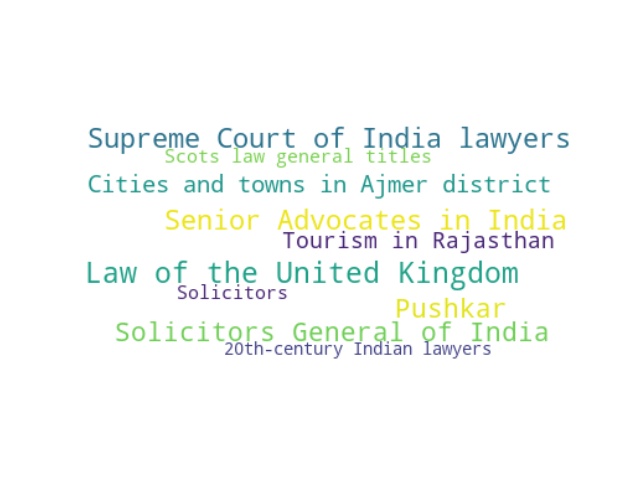 Supreme Court of India lawyers
Scots law general titles
Cities and towns in Ajmer district
Senior Advocates in India
Tourism in Rajasthan
Law of the United Kingdom
Solicitors
Pushkar
Solicitors General of India
20th-century Indian lawyers